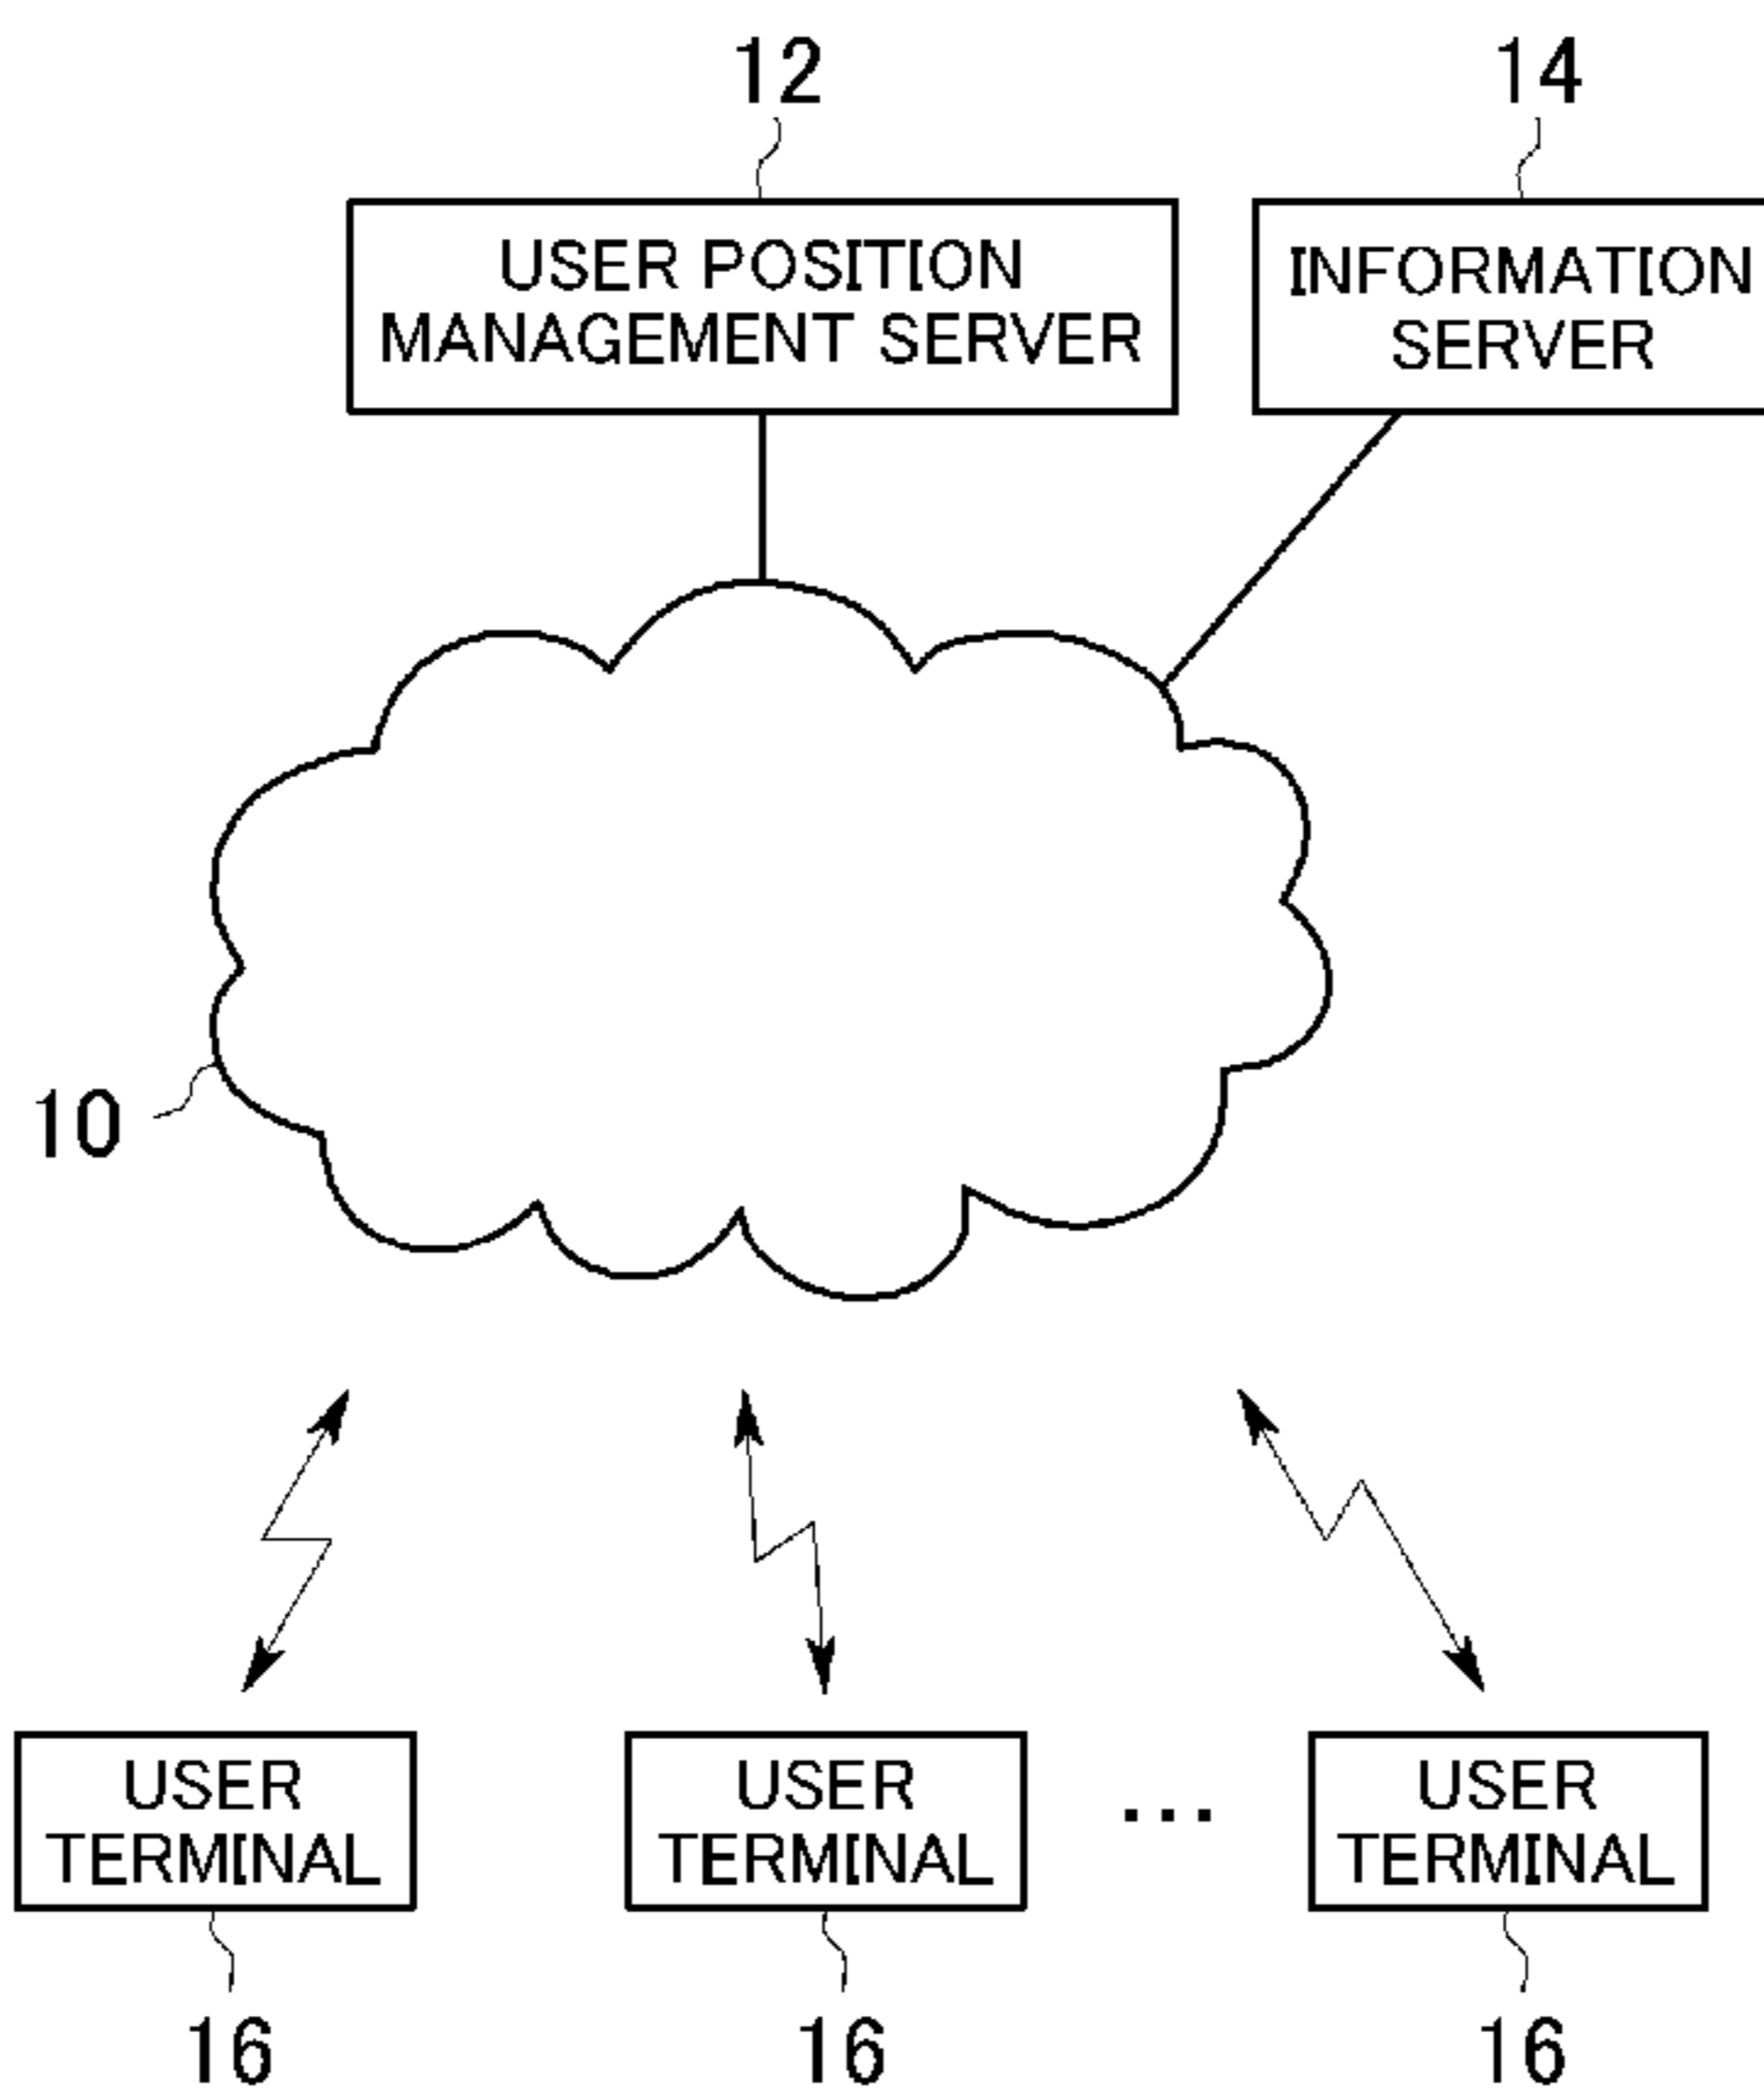 12
14
USER POSITION
MANAGEMENT SERVER
INFORMATION
SERVER
10
USER
TERMINAL
USER
TERMINAL
...
USER
TERMINAL
16
16
16